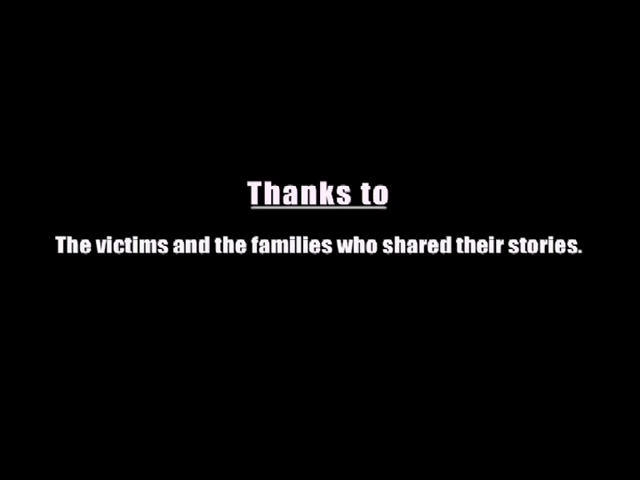 Thanks to
The victims and the families who shared their stories.